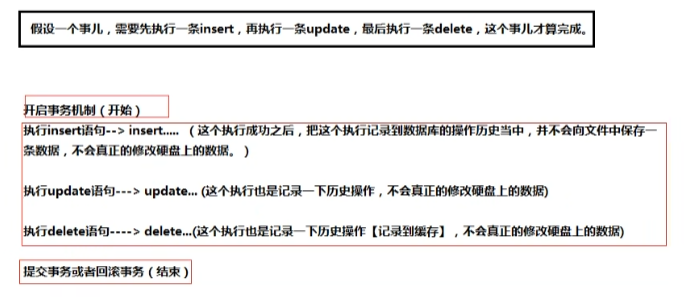 假设一个事儿，需要先执行一条insert，再执行一条update，最后执行一条delete，这个事儿才算完成。
开启事务机制（开始）
执行insert语句--> insert..... （这个执行成功之后，把这个执行记录到数据库的操作历史当中，并不会向文件中保存一
条数据，不会真正的修改硬盘上的数据。）
执行update语句---> update... (这个执行也是记录一下历史操作，不会真正的修改硬盘上的数据)
执行delete语句----> delete...(这个执行也是记录一下历史操作【记录到缓存】，不会真正的修改硬盘上的数据)
提交事务或者回滚事务（结束）